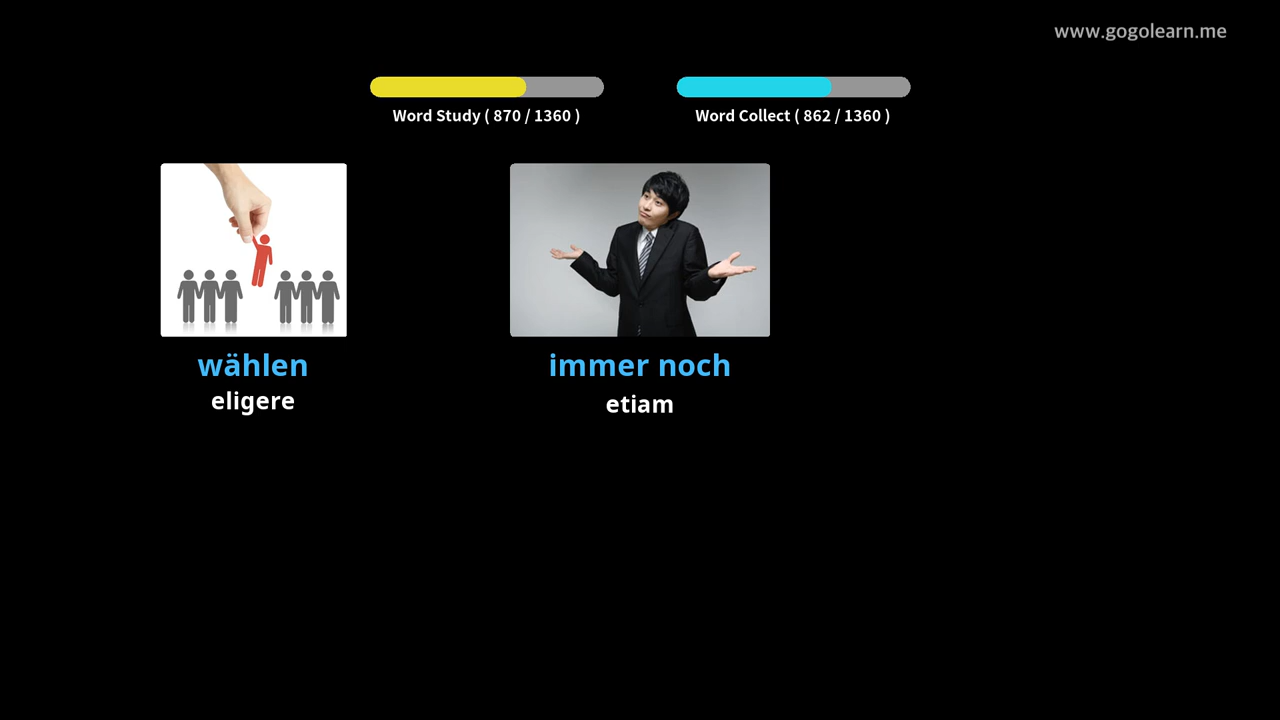 www.gogolearn.me
Word Study ( 870 / 1360 )
Word Collect ( 862 / 1360 )
wählen
eligere
immer noch
etiam